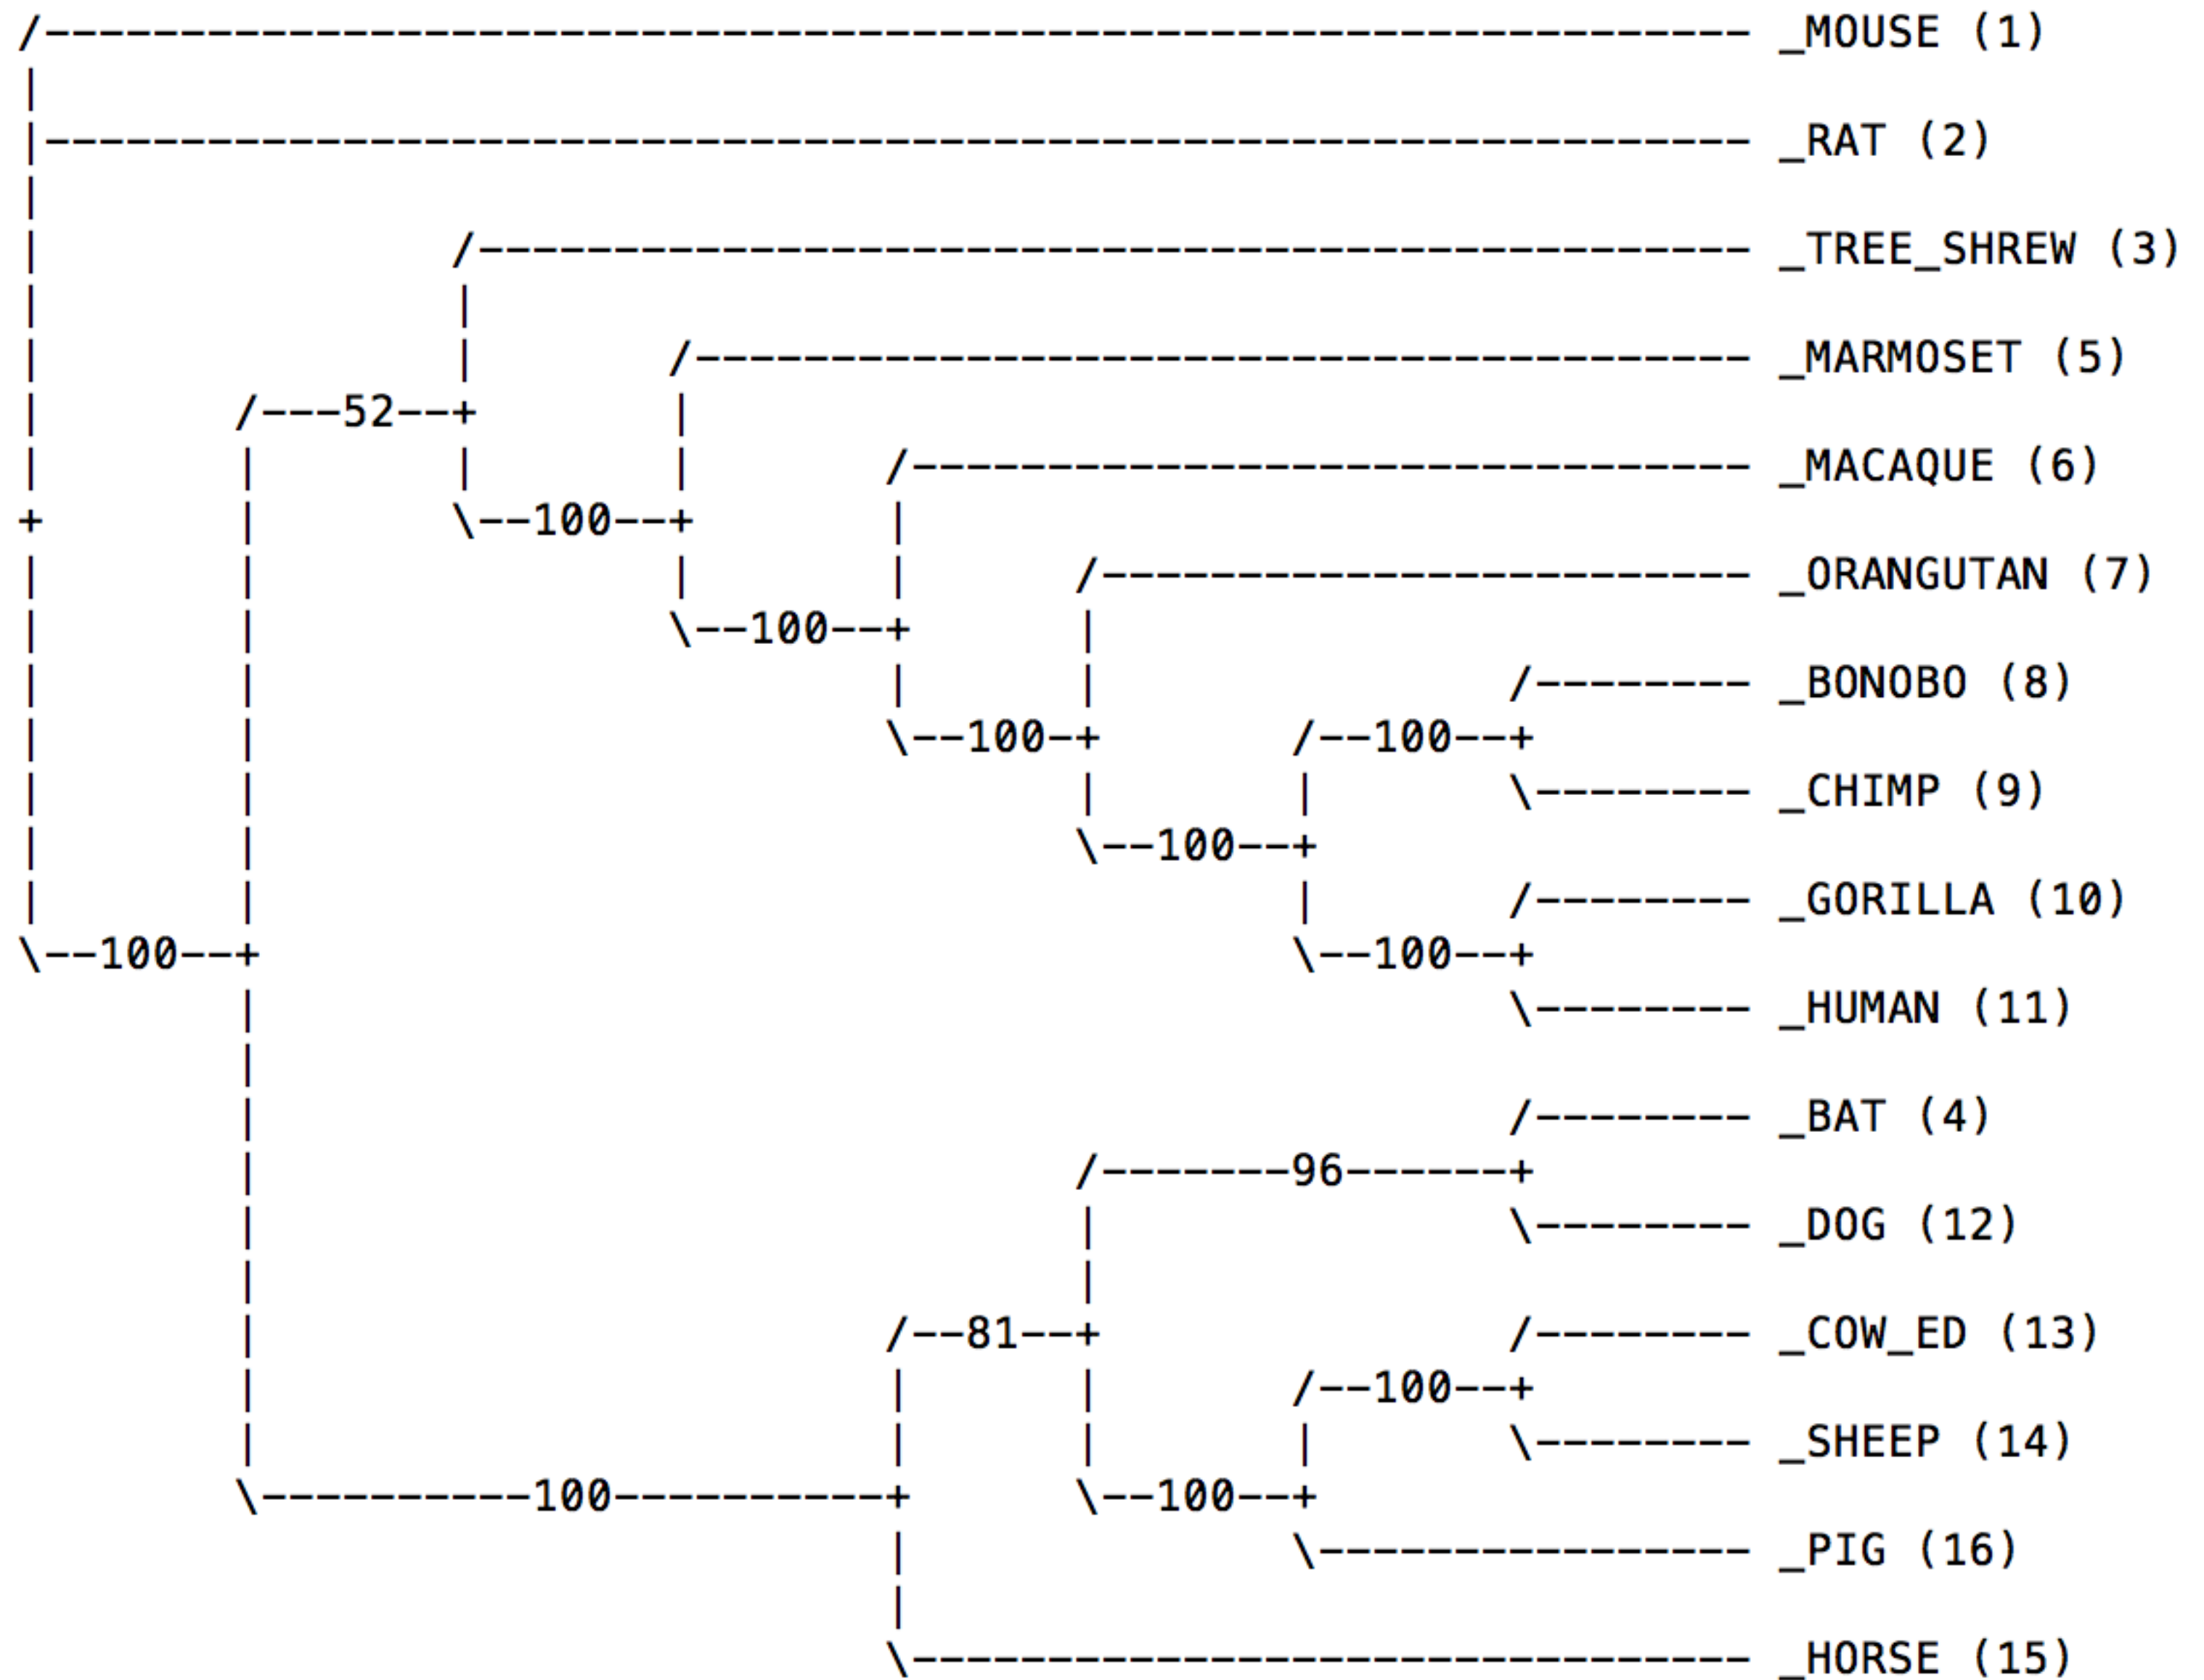 /--------------------------------------------------------------- _MOUSE (1)
|
|--------------------------------------------------------------- _RAT (2)
|
|               /----------------------------------------------- _TREE_SHREW (3)
|               |
|               |       /--------------------------------------- _MARMOSET (5)
|       /---52--+       |
|       |       |       |       /------------------------------- _MACAQUE (6)
+       |       \--100--+       |
|       |               |       |      /------------------------ _ORANGUTAN (7)
|       |               \--100--+      |
|       |                       |      |               /-------- _BONOBO (8)
|       |                       \--100-+       /--100--+
|       |                              |       |       \-------- _CHIMP (9)
|       |                              \--100--+
|       |                                      |       /-------- _GORILLA (10)
\--100--+                                      \--100--+
        |                                              \-------- _HUMAN (11)
        |
        |                                              /-------- _BAT (4)
        |                              /-------96------+
        |                              |               \-------- _DOG (12)
        |                              |
        |                       /--81--+               /-------- _COW_ED (13)
        |                       |      |       /--100--+
        |                       |      |       |       \-------- _SHEEP (14)
        \----------100----------+      \--100--+
                                |              \---------------- _PIG (16)
                                |
                                \------------------------------- _HORSE (15)